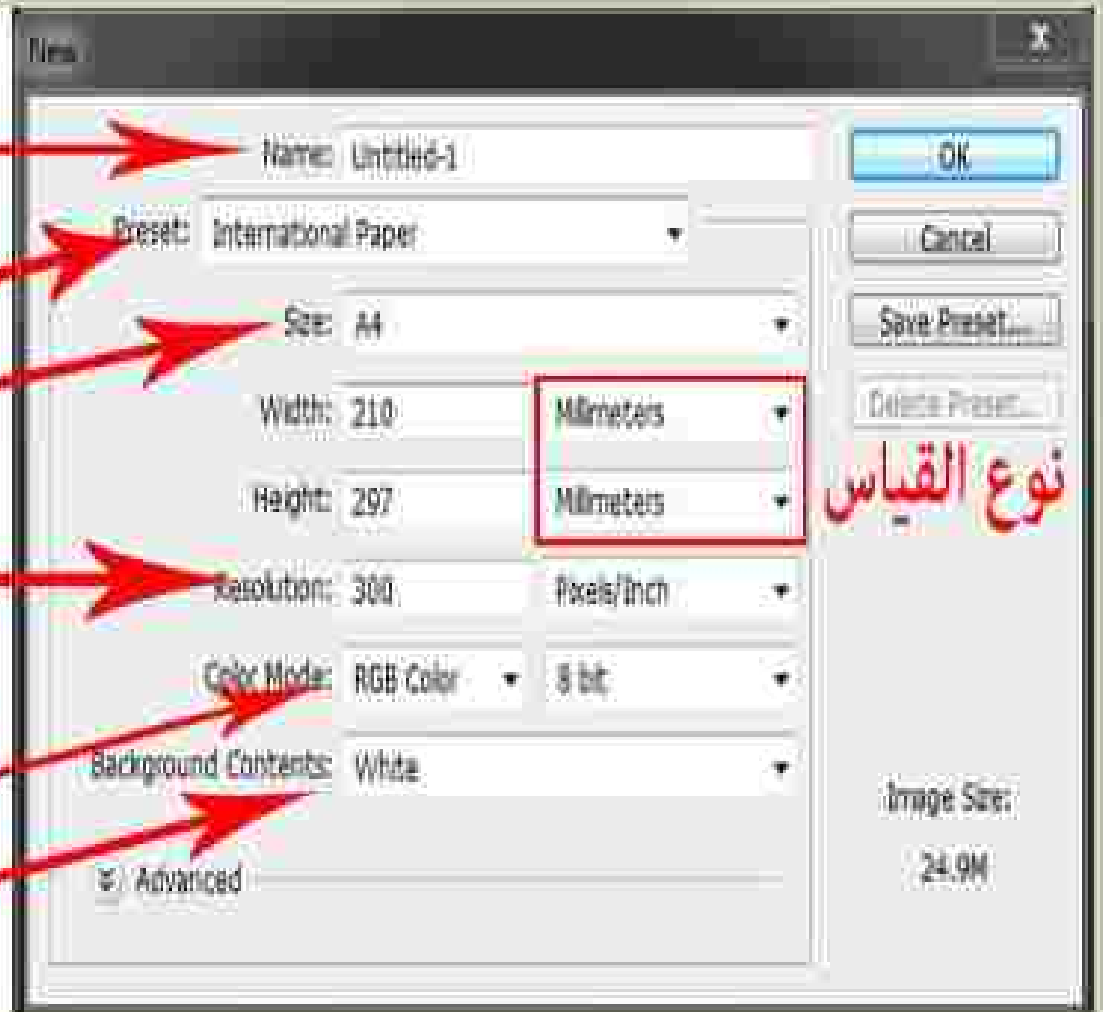 New
Name: Untitled-1
OK
Preset: International Paper
Cancel
Size: A4
Save Preset...
Width: 210 Millimeters
Delete Preset...
نوع القياس
Height: 297 Millimeters
Resolution: 300 Pixels/Inch
Color Mode: RGB Color 8 bit
Background Contents: White
Image Size:
Advanced
24.9M